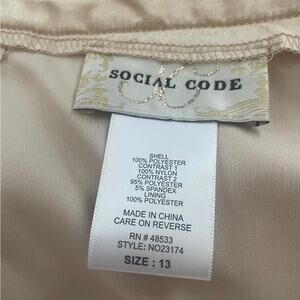 SOCIAL CODE
SHELL
100% POLYESTER
CONTRAST 1
100% NYLON
CONTRAST 2
95% POLYESTER
5% SPANDEX
LINING
100% POLYESTER
MADE IN CHINA
CARE ON REVERSE
RN # 48533
STYLE: NO23174
SIZE : 13